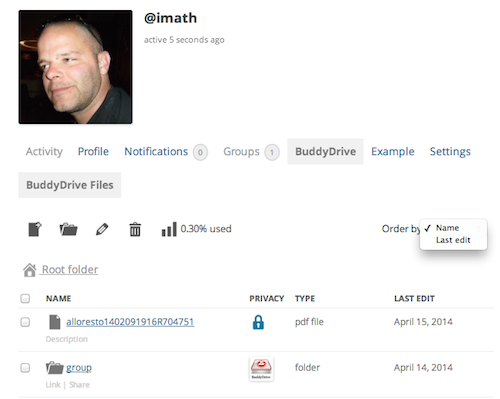 @imath
active 5 seconds ago
Activity Profile Notifications 0 Groups 1 BuddyDrive Example Settings
BuddyDrive Files
0.30% used Order by ✓ Name
Last edit
Root folder
NAME PRIVACY TYPE LAST EDIT
alloresto1402091916R704751 pdf file April 15, 2014
Description
group BuddyDrive folder April 14, 2014
Link | Share